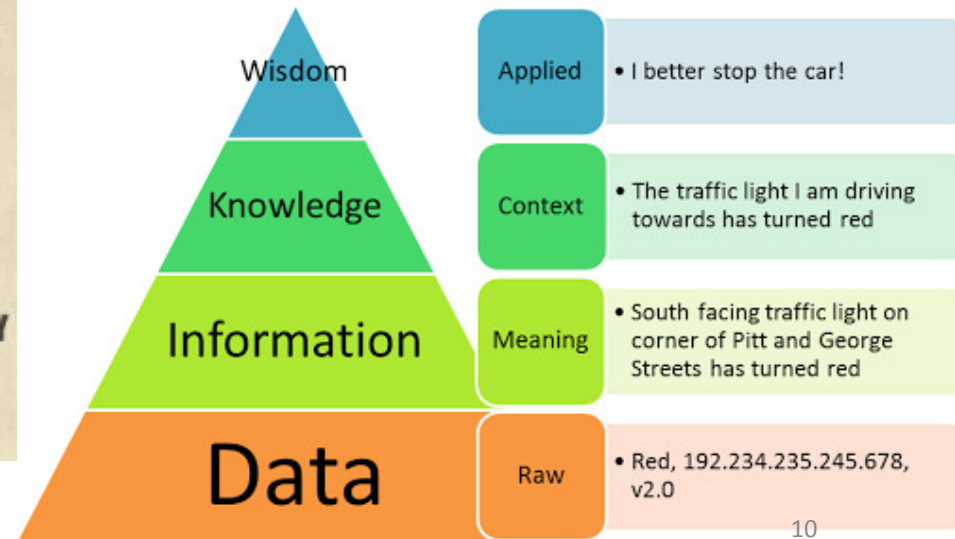 Wisdom
Applied
• I better stop the car!
Knowledge
Context
• The traffic light I am driving
towards has turned red
Information
Meaning
• South facing traffic light on
corner of Pitt and George
Streets has turned red
Data
Raw
• Red, 192.234.235.245.678,
v2.0
10